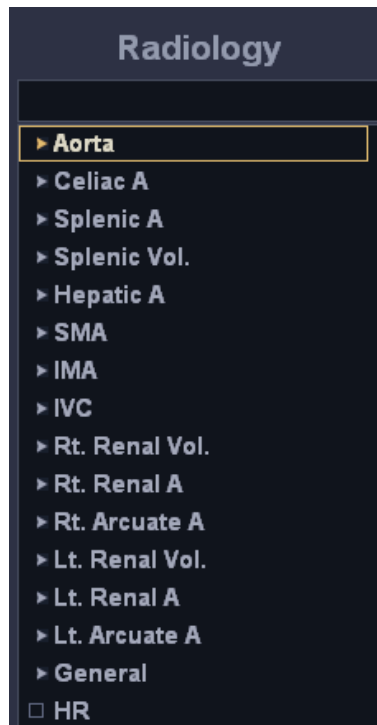 Radiology
Aorta
Celiac A
Splenic A
Splenic Vol.
Hepatic A
SMA
IMA
IVC
Rt. Renal Vol.
Rt. Renal A
Rt. Arcuate A
Lt. Renal Vol.
Lt. Renal A
Lt. Arcuate A
General
HR